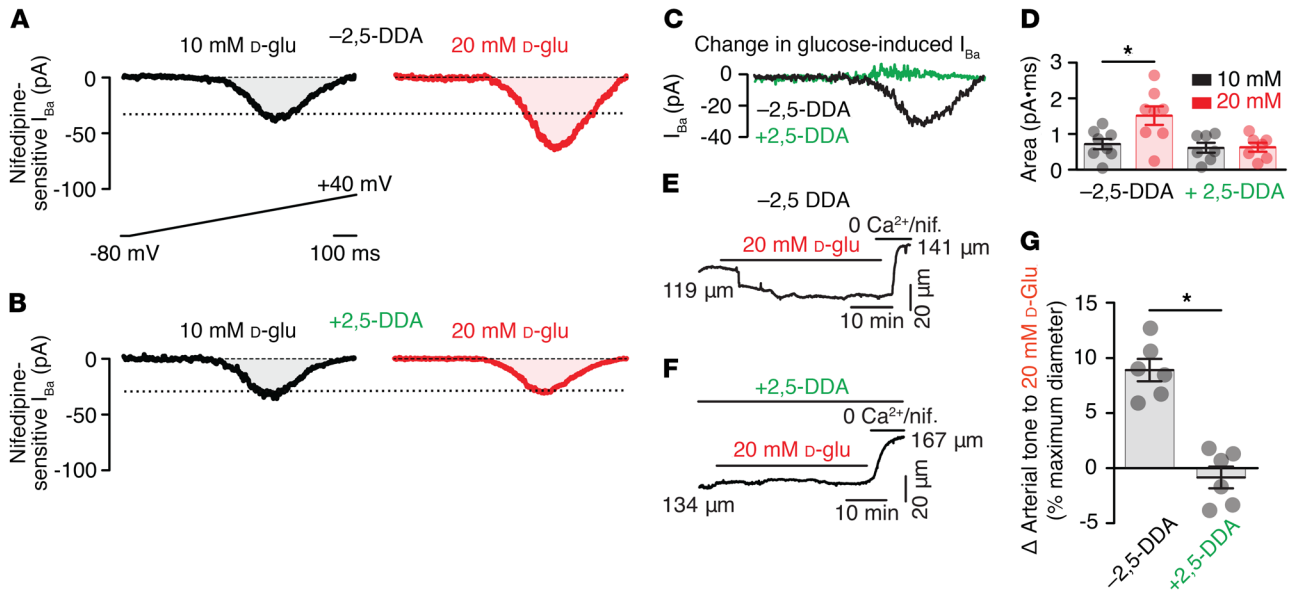 A
–2,5-DDA
10 mM D-glu
20 mM D-glu
Nifedipine-
sensitive I_Ba (pA)
0
-50
-100
+40 mV
-80 mV
100 ms
B
10 mM D-glu
+2,5-DDA
20 mM D-glu
Nifedipine-
sensitive I_Ba (pA)
0
-50
-100
C
Change in glucose-induced I_Ba
I_Ba (pA)
0
-20
-40
–2,5-DDA
+2,5-DDA
D
Area (pA•ms)
3
2
1
0
*
10 mM
20 mM
–2,5-DDA
+ 2,5-DDA
E
–2,5 DDA
0 Ca²⁺/nif.
20 mM D-glu
141 µm
119 µm
10 min
20 µm
F
+2,5-DDA
0 Ca²⁺/nif.
20 mM D-glu
167 µm
134 µm
10 min
20 µm
G
Δ Arterial tone to 20 mM D-Glu
(% maximum diameter)
15
10
5
0
-5
*
–2,5-DDA
+2,5-DDA